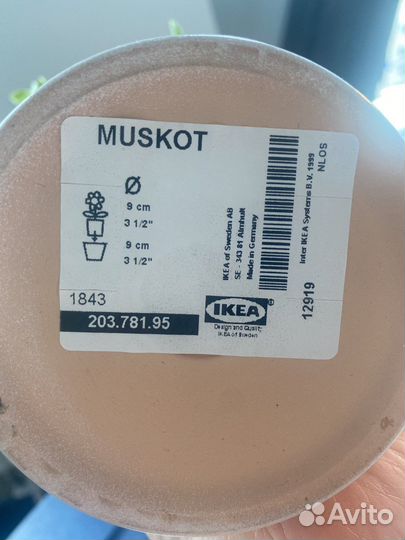 MUSKOT
Ø
9 cm
3 1/2"
9 cm
3 1/2"
1843
203.781.95
IKEA®
Design and Quality
IKEA of Sweden
IKEA of Sweden AB
SE - 343 81 Älmhult
Made in Germany
12919
Inter IKEA Systems B.V. 1999
NLOS
Avito